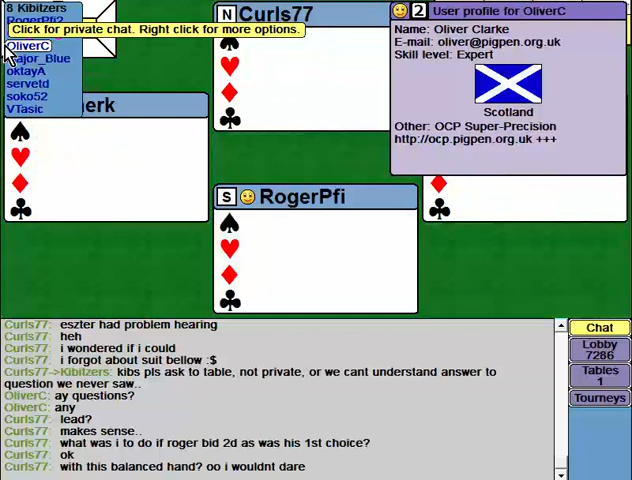 8 Kibitzers
RogerPfi2
Click for private chat. Right click for more options.
OliverC
ajor_Blue
oktayA
serveId
soko52
VTasic
erk
N Curls77
2 User profile for OliverC
Name: Oliver Clarke
E-mail: oliver@pigpen.org.uk
Skill level: Expert
Scotland
Other: OCP Super-Precision
http://ocp.pigpen.org.uk +++
S RogerPfi
Curls77: eszter had problem hearing
Curls77: heh
Curls77: i wondered if i could
Curls77: i forgot about suit bellow :$
Curls77->Kibitzers: kibs pls ask to table, not private, or we cant understand answer to
question we never saw..
OliverC: ay questions?
OliverC: any
Curls77: lead?
Curls77: makes sense..
Curls77: what was i to do if roger bid 2d as was his 1st choice?
Curls77: ok
Curls77: with this balanced hand? oo i wouldnt dare
Chat
Lobby
7286
Tables
1
Tourneys